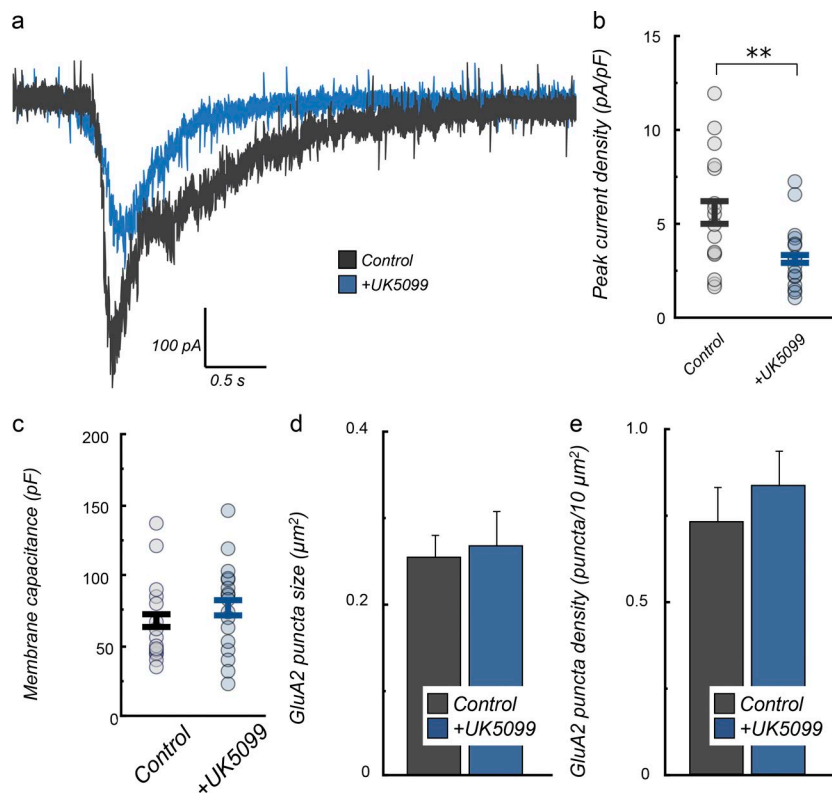 a
Control
+UK5099
100 pA
0.5 s
b
Peak current density (pA/pF)
15
10
5
0
**
Control
+UK5099
c
Membrane capacitance (pF)
200
150
100
50
0
Control
+UK5099
d
GluA2 puncta size (µm²)
0.4
0.2
0
Control
+UK5099
e
GluA2 puncta density (puncta/10 µm²)
1.0
0.5
0
Control
+UK5099